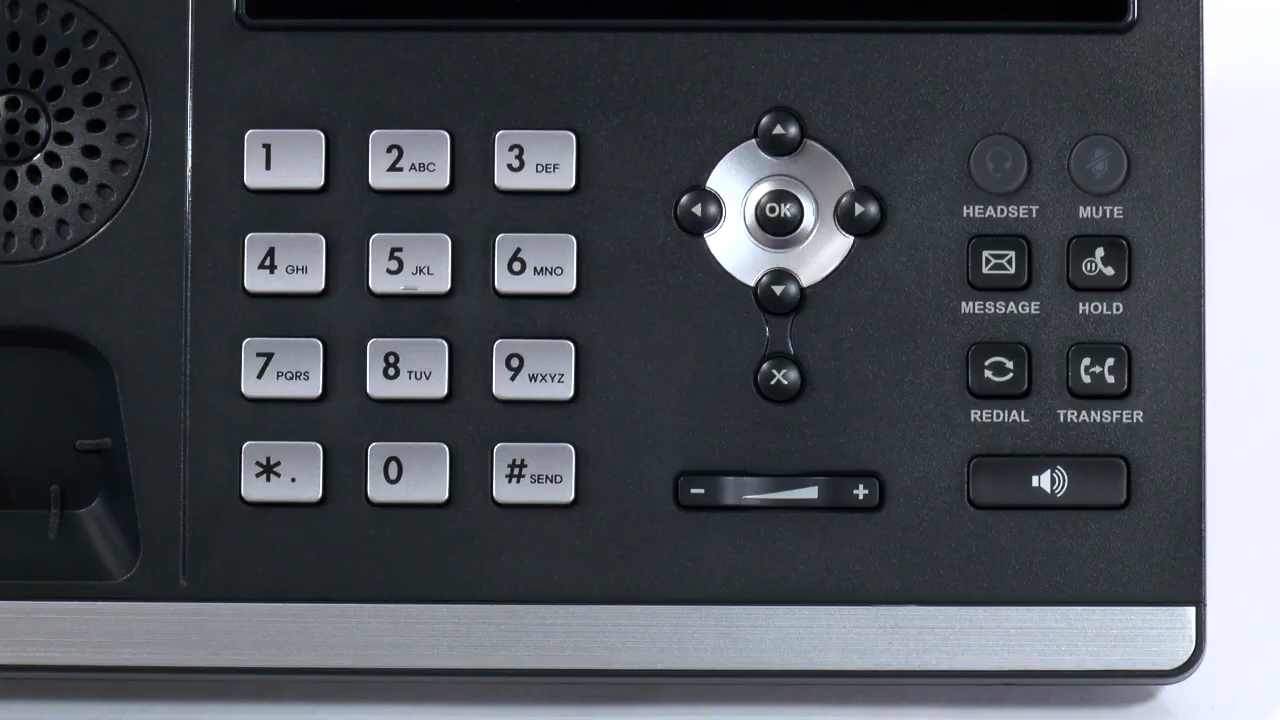 1
2 ABC
3 DEF
4 GHI
5 JKL
6 MNO
7 PQRS
8 TUV
9 WXYZ
*.
0
#SEND
OK
HEADSET
MUTE
MESSAGE
HOLD
REDIAL
TRANSFER
- +